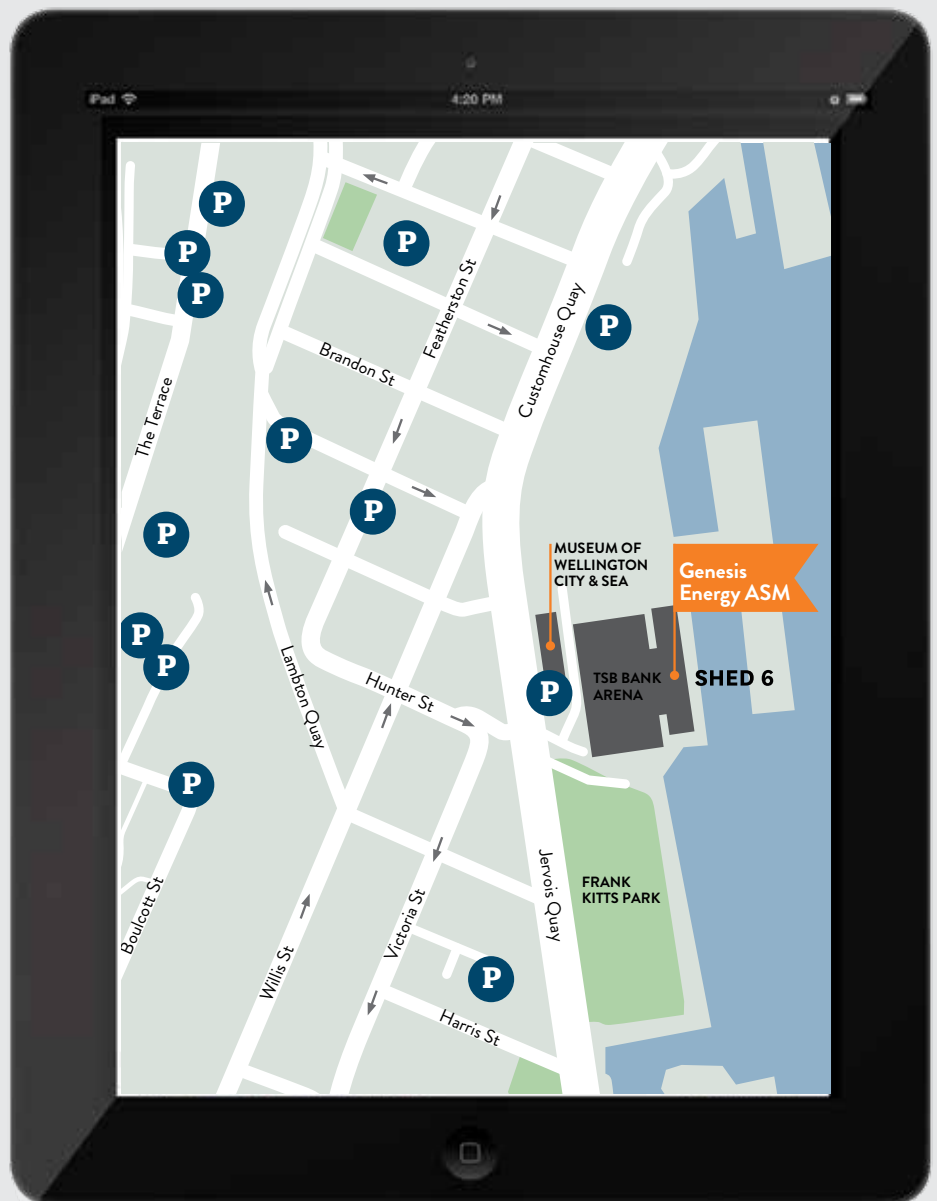 iPad
4:20 PM
P
P
P
P
P
Featherston St
Customhouse Quay
Brandon St
The Terrace
P
P
P
MUSEUM OF
WELLINGTON
CITY & SEA
Genesis
Energy ASM
P
P
Lambton Quay
Hunter St
P
TSB BANK
ARENA
SHED 6
P
Jervois Quay
FRANK
KITTS PARK
Boulcott St
Victoria St
Willis St
P
Harris St